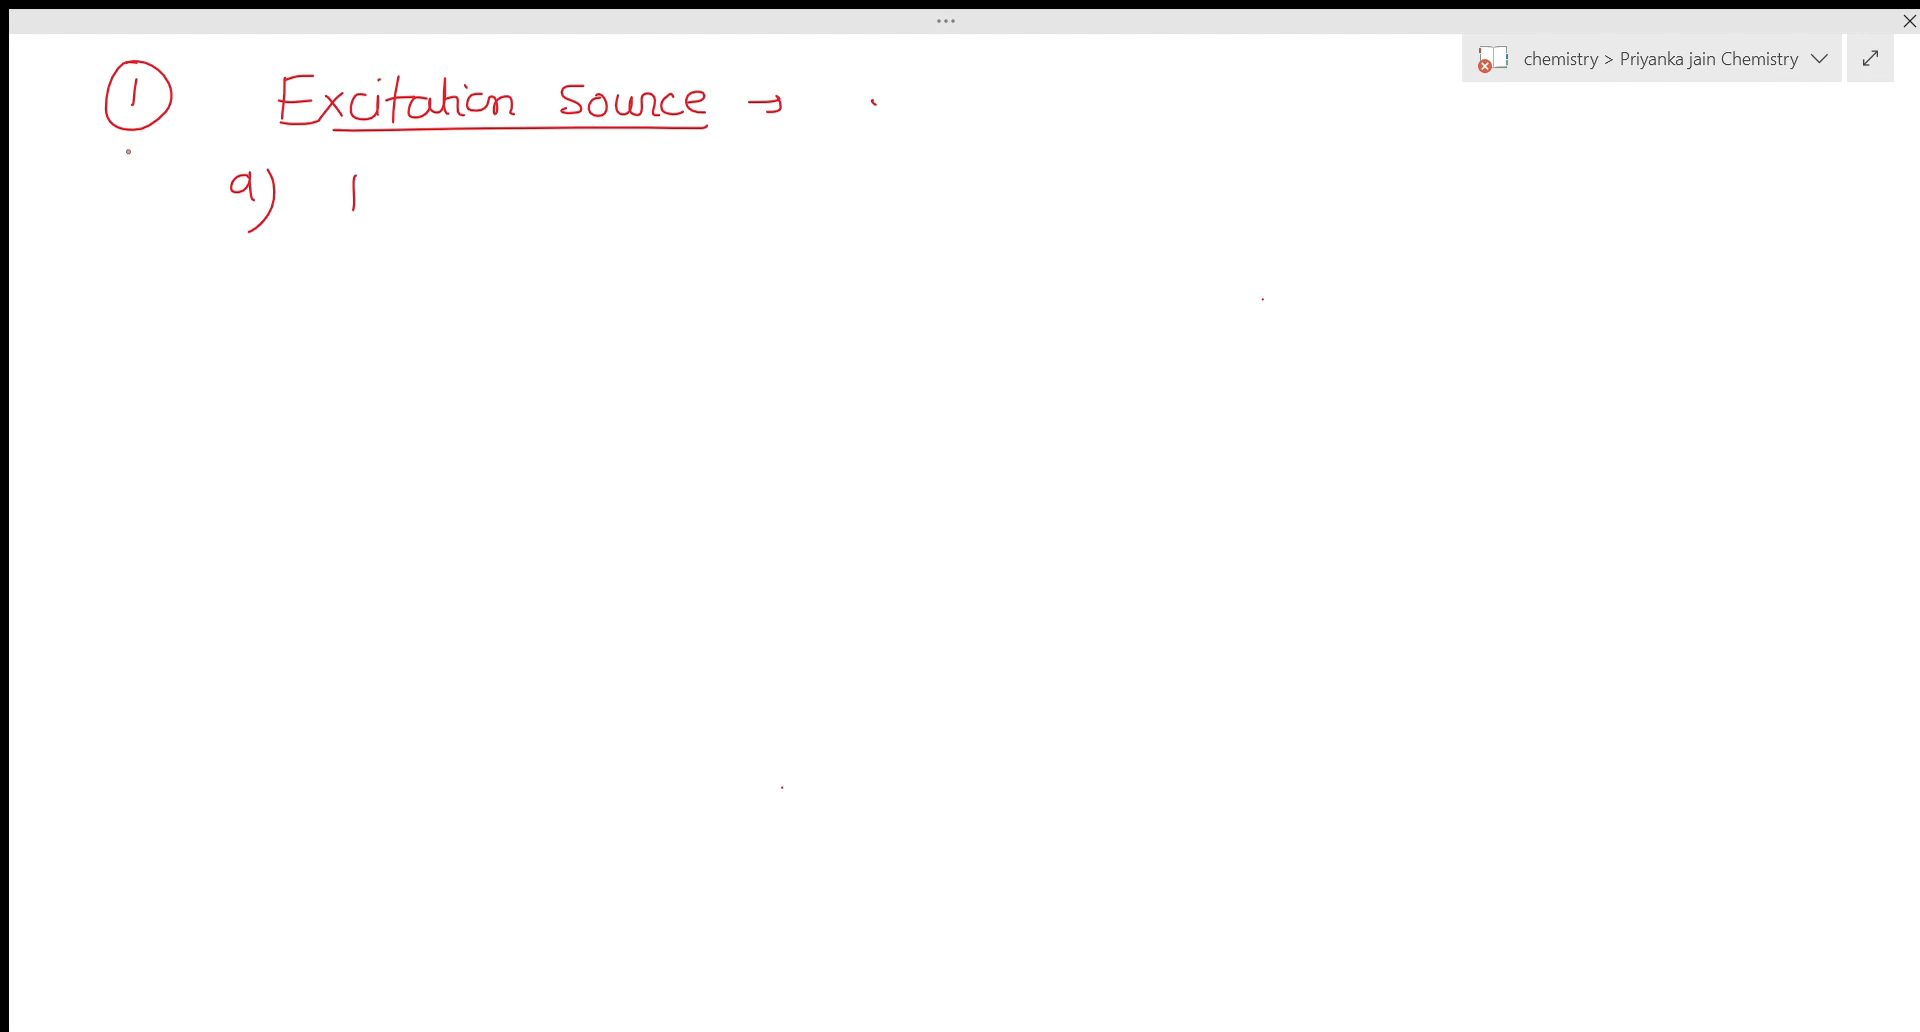 chemistry > Priyanka jain Chemistry
① Excitation source →
a) |